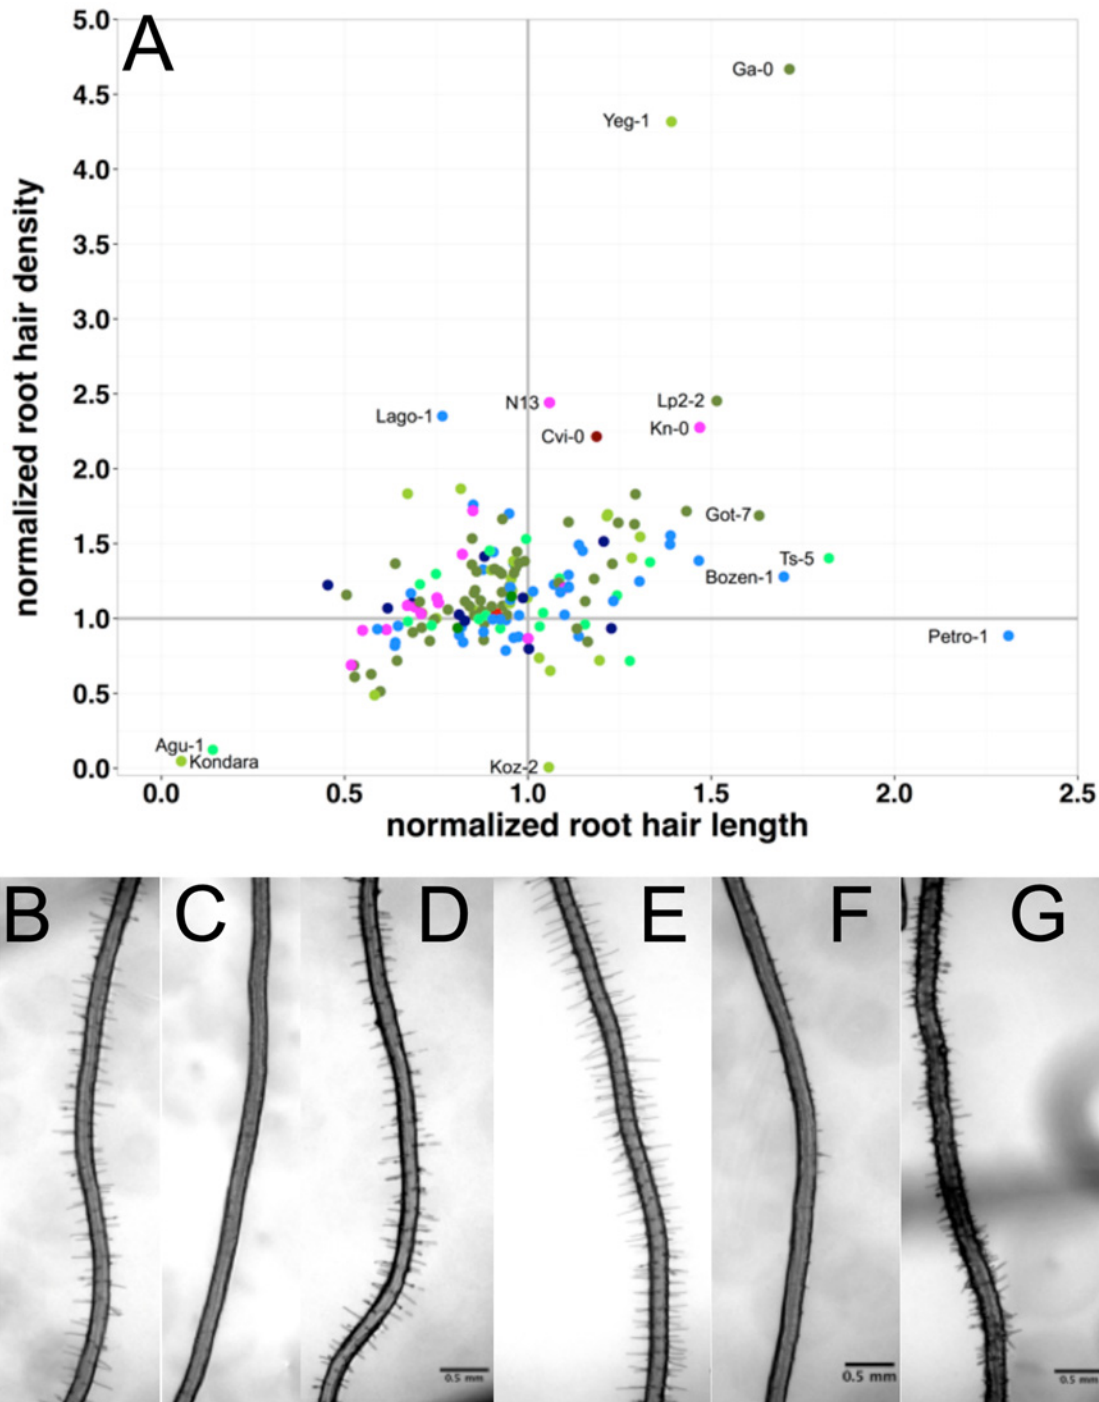 A
5.0
4.5
4.0
3.5
3.0
2.5
2.0
1.5
1.0
0.5
0.0
normalized root hair density
Ga-0
Yeg-1
Lago-1
N13
Lp2-2
Cvi-0
Kn-0
Got-7
Ts-5
Bozen-1
Petro-1
Agu-1
Kondara
Koz-2
0.0 0.5 1.0 1.5 2.0 2.5
normalized root hair length
B C D E F G
0.5 mm
0.5 mm
0.5 mm